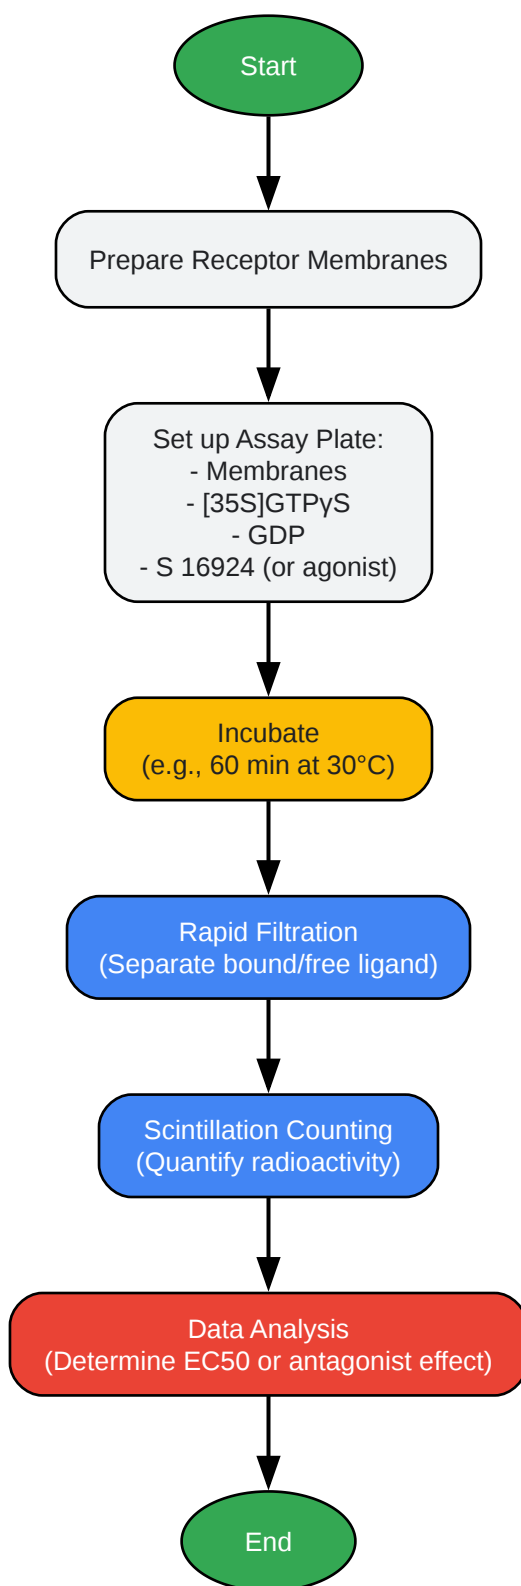 Start
Prepare Receptor Membranes
Set up Assay Plate:
- Membranes
- [35S]GTPγS
- GDP
- S 16924 (or agonist)
Incubate
(e.g., 60 min at 30°C)
Rapid Filtration
(Separate bound/free ligand)
Scintillation Counting
(Quantify radioactivity)
Data Analysis
(Determine EC50 or antagonist effect)
End